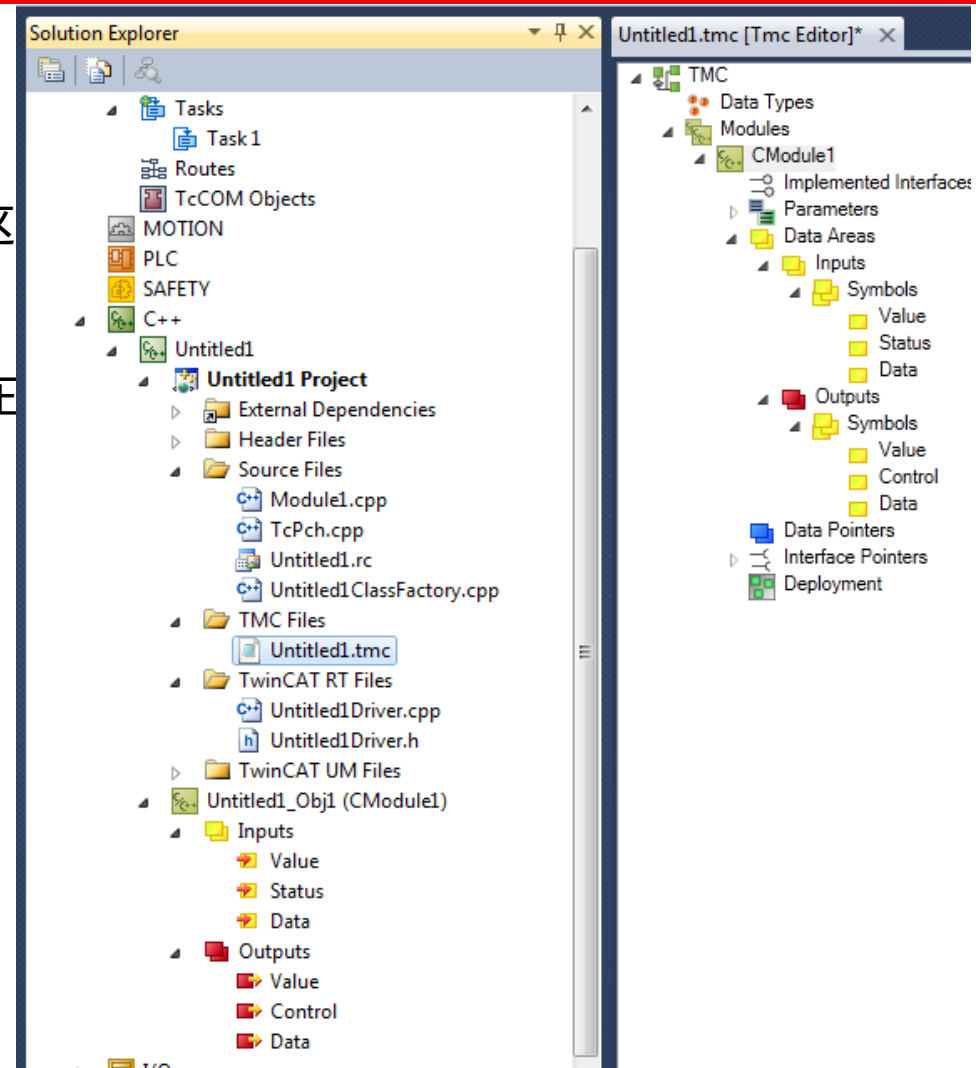 Solution Explorer
Tasks
Task 1
Routes
TcCOM Objects
MOTION
PLC
SAFETY
C++
Untitled1
Untitled1 Project
External Dependencies
Header Files
Source Files
Module1.cpp
TcPch.cpp
Untitled1.rc
Untitled1ClassFactory.cpp
TMC Files
Untitled1.tmc
TwinCAT RT Files
Untitled1Driver.cpp
Untitled1Driver.h
TwinCAT UM Files
Untitled1_Obj1 (CModule1)
Inputs
Value
Status
Data
Outputs
Value
Control
Data
Untitled1.tmc [Tmc Editor]*
TMC
Data Types
Modules
CModule1
Implemented Interfaces
Parameters
Data Areas
Inputs
Symbols
Value
Status
Data
Outputs
Symbols
Value
Control
Data
Data Pointers
Interface Pointers
Deployment